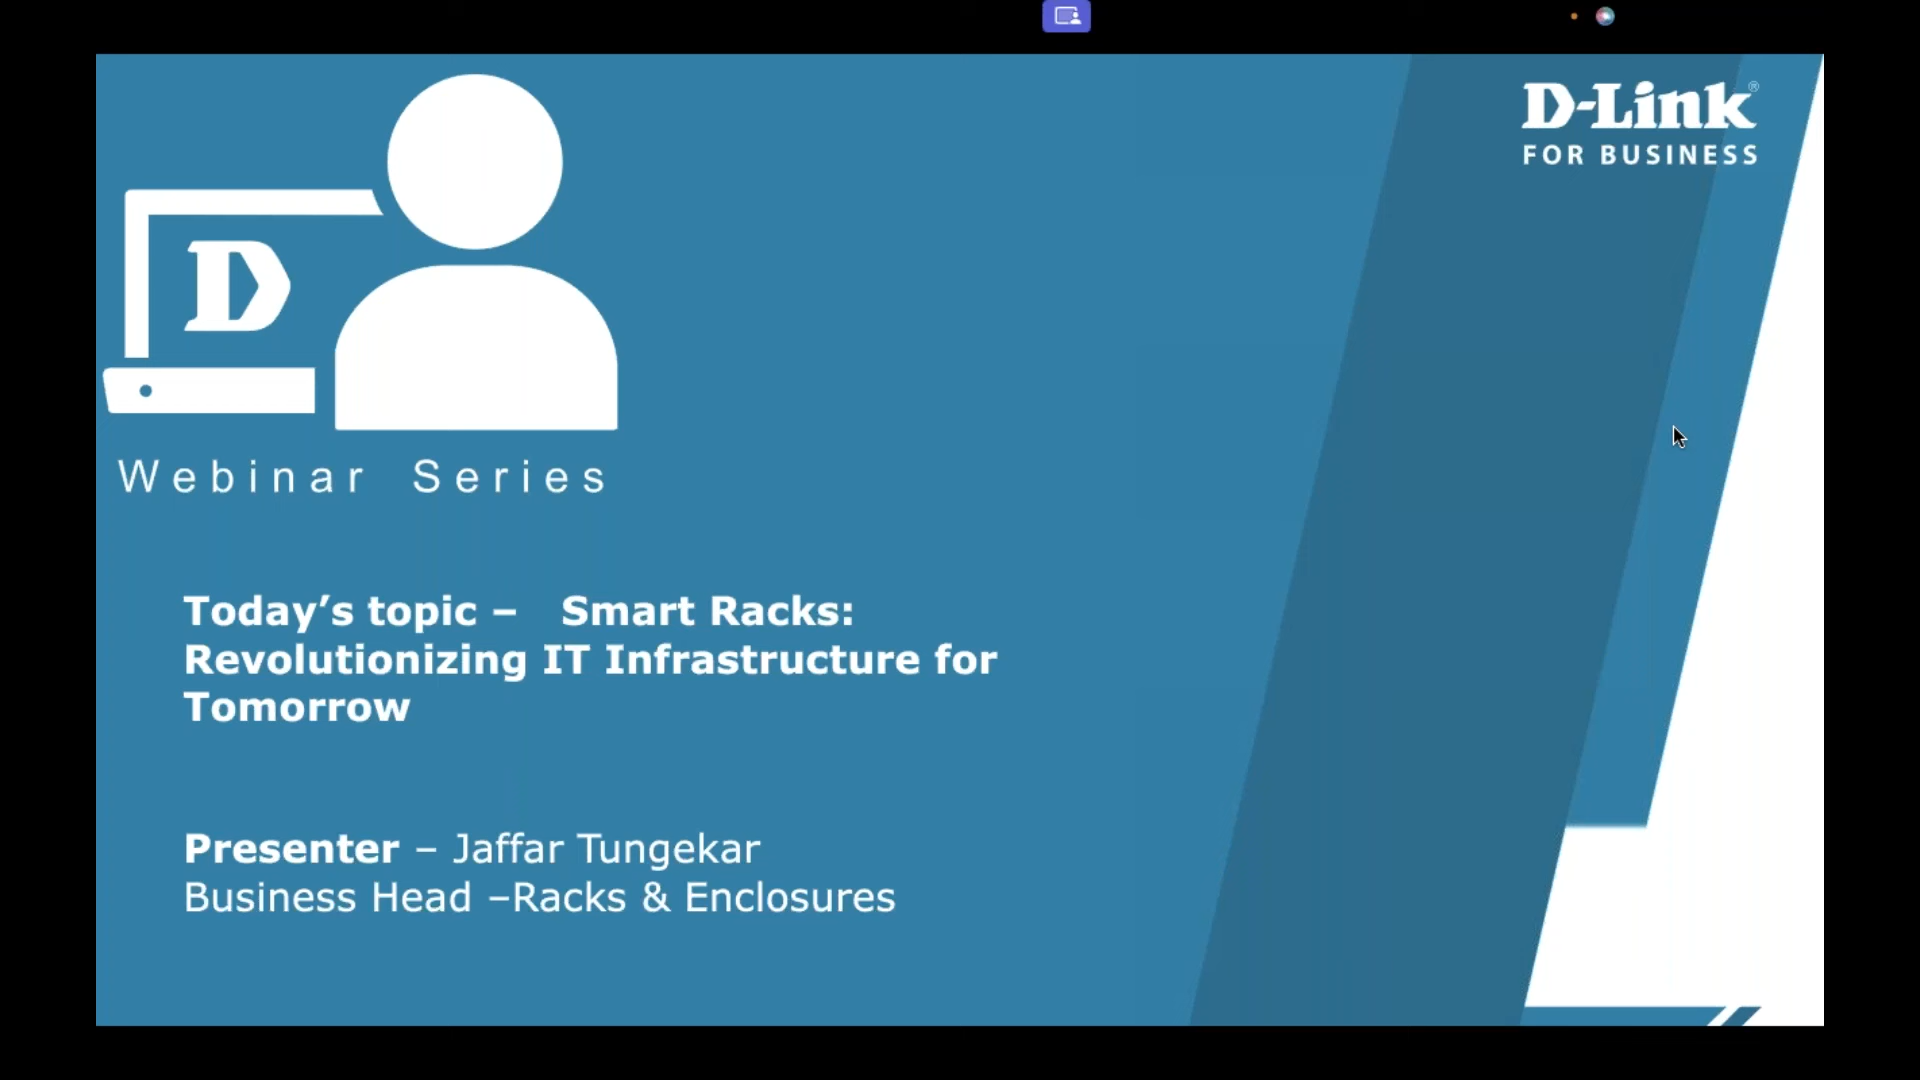 D-Link®
FOR BUSINESS
D
Webinar Series
Today’s topic – Smart Racks:
Revolutionizing IT Infrastructure for
Tomorrow
Presenter – Jaffar Tungekar
Business Head –Racks & Enclosures